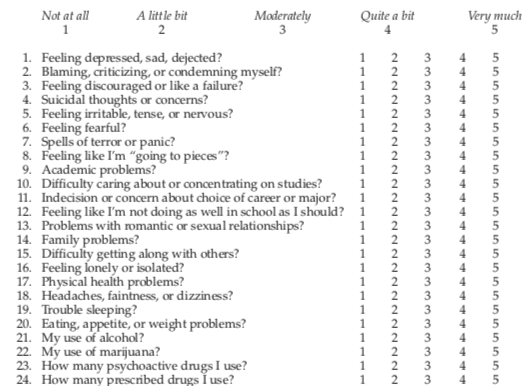 Not at all A little bit Moderately Quite a bit Very much
1 2 3 4 5
1. Feeling depressed, sad, dejected? 1 2 3 4 5
2. Blaming, criticizing, or condemning myself? 1 2 3 4 5
3. Feeling discouraged or like a failure? 1 2 3 4 5
4. Suicidal thoughts or concerns? 1 2 3 4 5
5. Feeling irritable, tense, or nervous? 1 2 3 4 5
6. Feeling fearful? 1 2 3 4 5
7. Spells of terror or panic? 1 2 3 4 5
8. Feeling like I'm "going to pieces"? 1 2 3 4 5
9. Academic problems? 1 2 3 4 5
10. Difficulty caring about or concentrating on studies? 1 2 3 4 5
11. Indecision or concern about choice of career or major? 1 2 3 4 5
12. Feeling like I'm not doing as well in school as I should? 1 2 3 4 5
13. Problems with romantic or sexual relationships? 1 2 3 4 5
14. Family problems? 1 2 3 4 5
15. Difficulty getting along with others? 1 2 3 4 5
16. Feeling lonely or isolated? 1 2 3 4 5
17. Physical health problems? 1 2 3 4 5
18. Headaches, faintness, or dizziness? 1 2 3 4 5
19. Trouble sleeping? 1 2 3 4 5
20. Eating, appetite, or weight problems? 1 2 3 4 5
21. My use of alcohol? 1 2 3 4 5
22. My use of marijuana? 1 2 3 4 5
23. How many psychoactive drugs I use? 1 2 3 4 5
24. How many prescribed drugs I use? 1 2 3 4 5